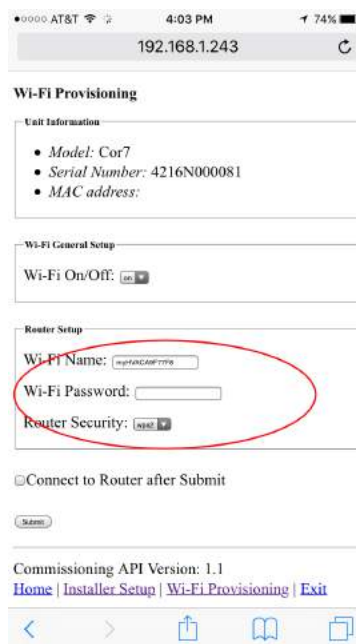 AT&T 4:03 PM 74%
192.168.1.243
Wi-Fi Provisioning
Unit Information
Model: Cor7
Serial Number: 4216N000081
MAC address:
Wi-Fi General Setup
Wi-Fi On/Off: on
Router Setup
Wi-Fi Name:
Wi-Fi Password:
Router Security: wpa2
Connect to Router after Submit
Submit
Commissioning API Version: 1.1
Home | Installer Setup | Wi-Fi Provisioning | Exit